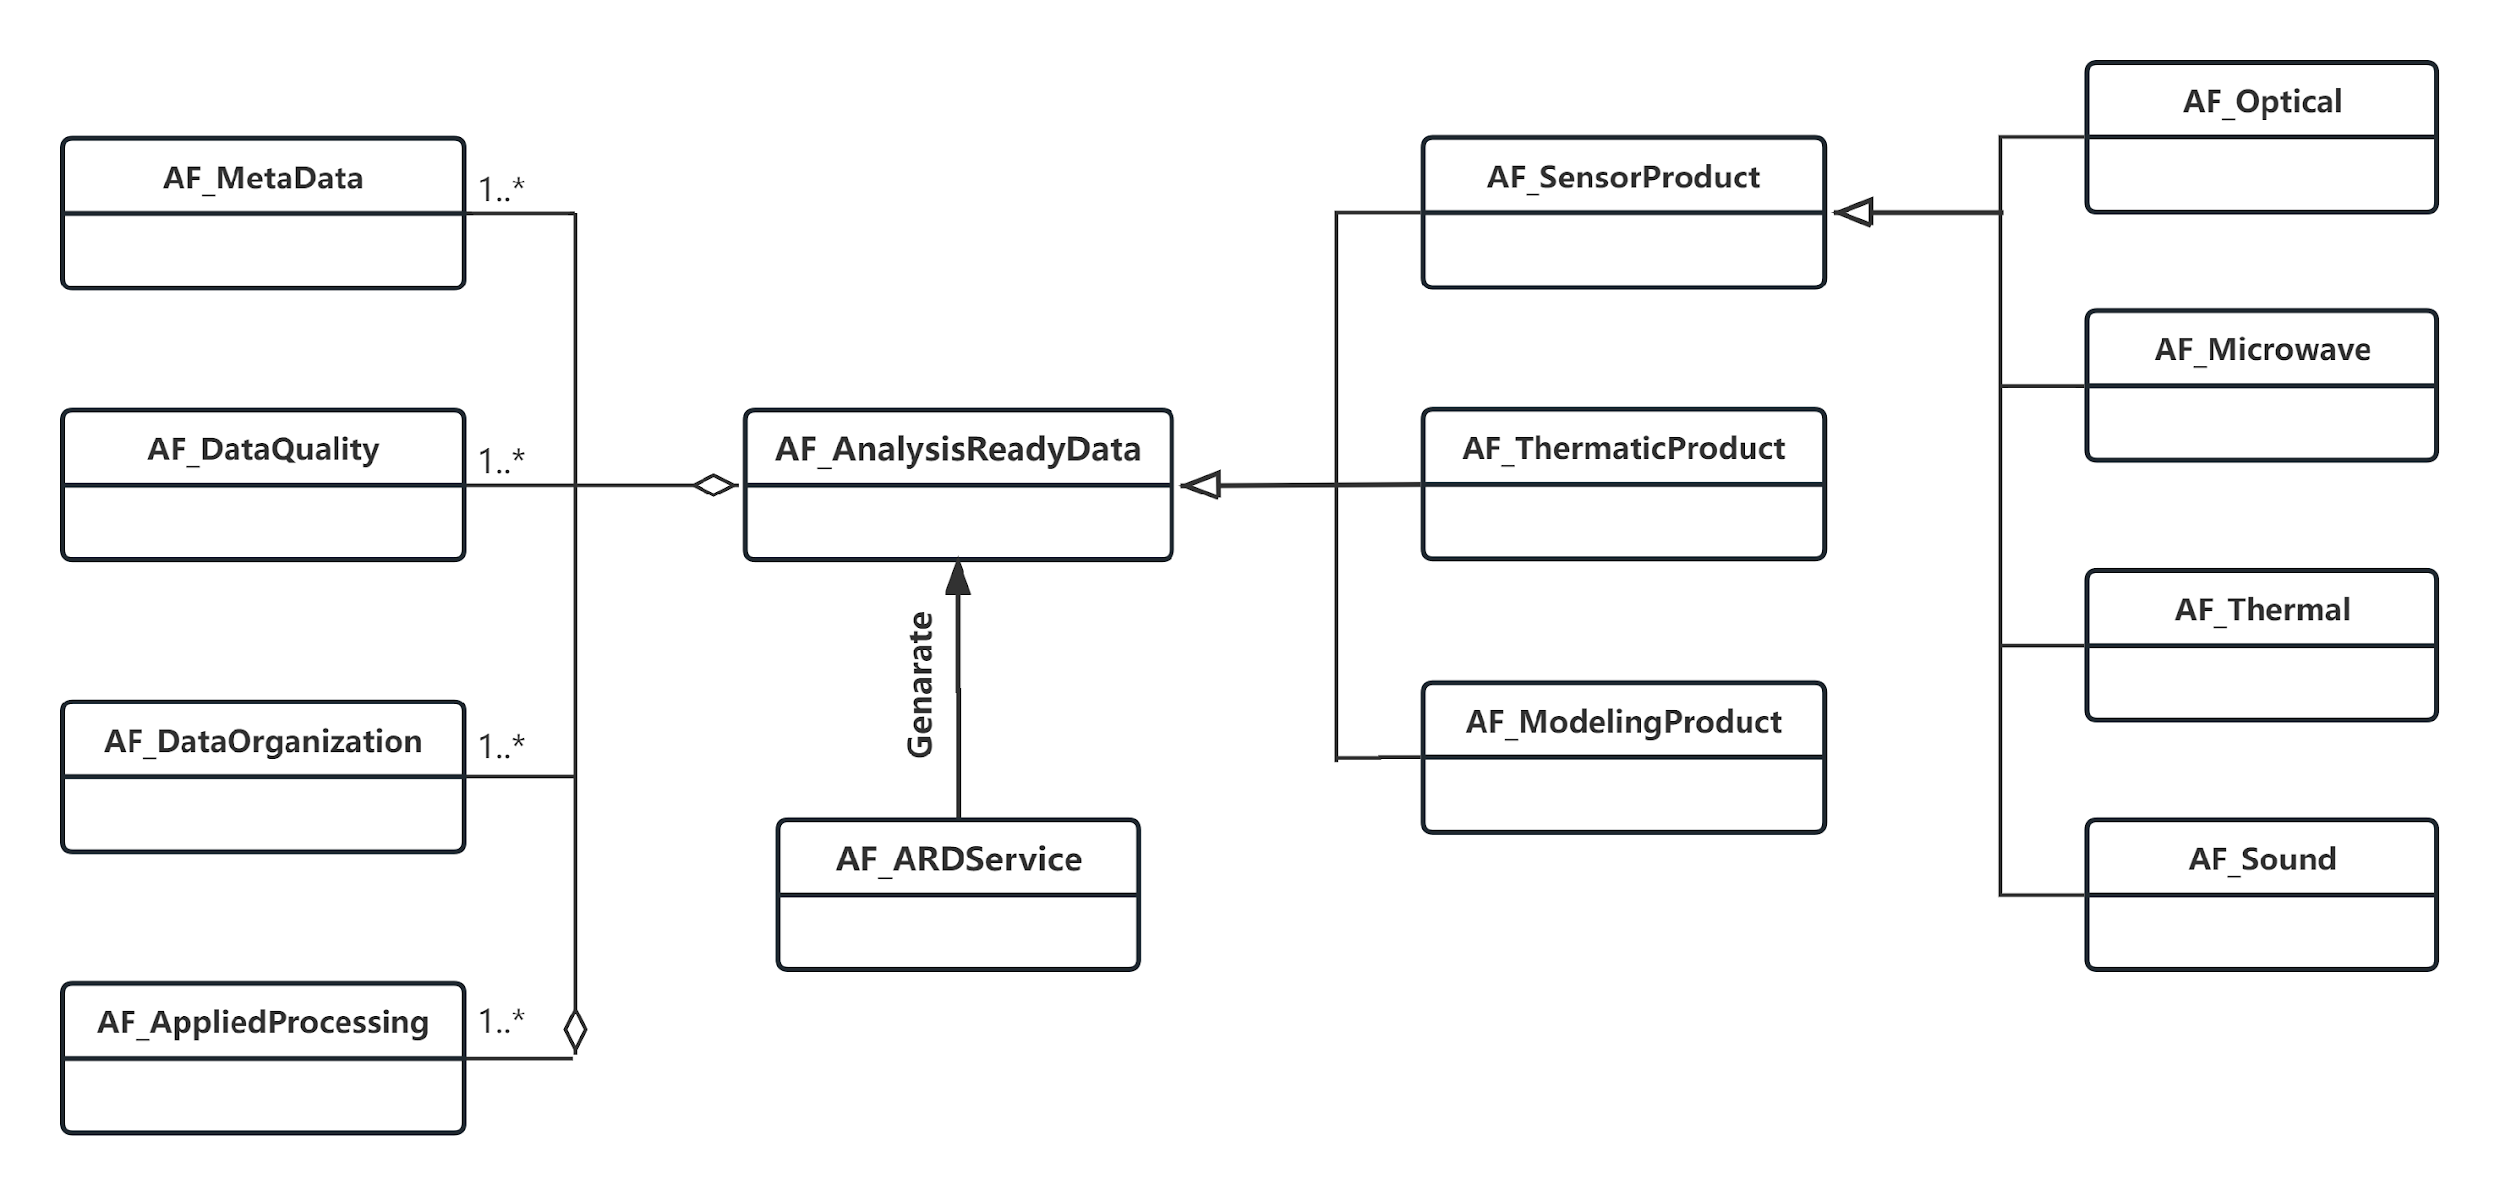 AF_MetaData
1..*
AF_DataQuality
1..*
AF_DataOrganization
1..*
AF_AppliedProcessing
1..*
AF_AnalysisReadyData
Genarate
AF_ARDService
AF_SensorProduct
AF_ThermaticProduct
AF_ModelingProduct
AF_Optical
AF_Microwave
AF_Thermal
AF_Sound